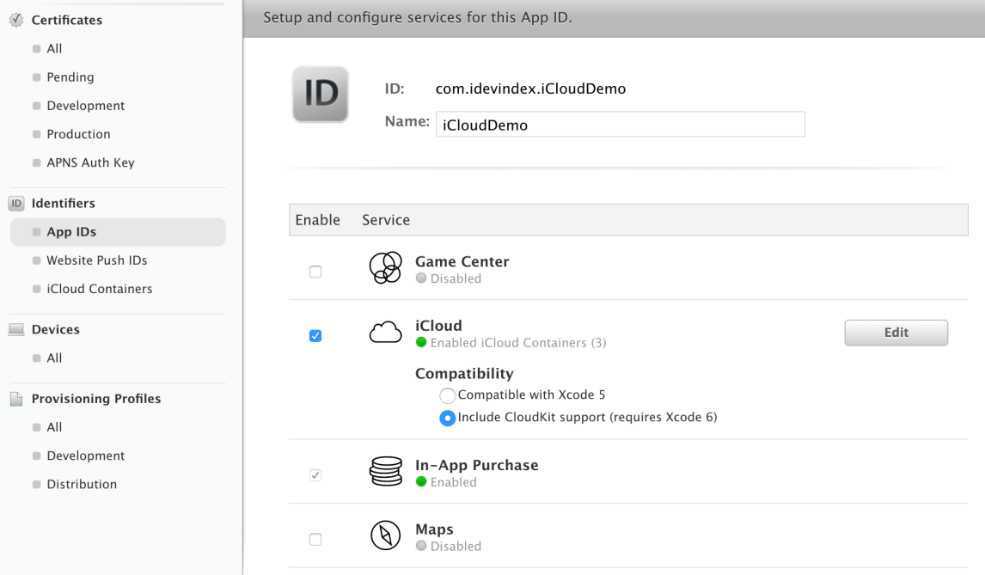 Certificates
All
Pending
Development
Production
APNS Auth Key
ID Identifiers
App IDs
Website Push IDs
iCloud Containers
Devices
All
Provisioning Profiles
All
Development
Distribution
Setup and configure services for this App ID.
ID
ID: com.idevindex.iCloudDemo
Name: iCloudDemo
Enable Service
Game Center
Disabled
iCloud
Enabled iCloud Containers (3)
Edit
Compatibility
Compatible with Xcode 5
Include CloudKit support (requires Xcode 6)
In-App Purchase
Enabled
Maps
Disabled